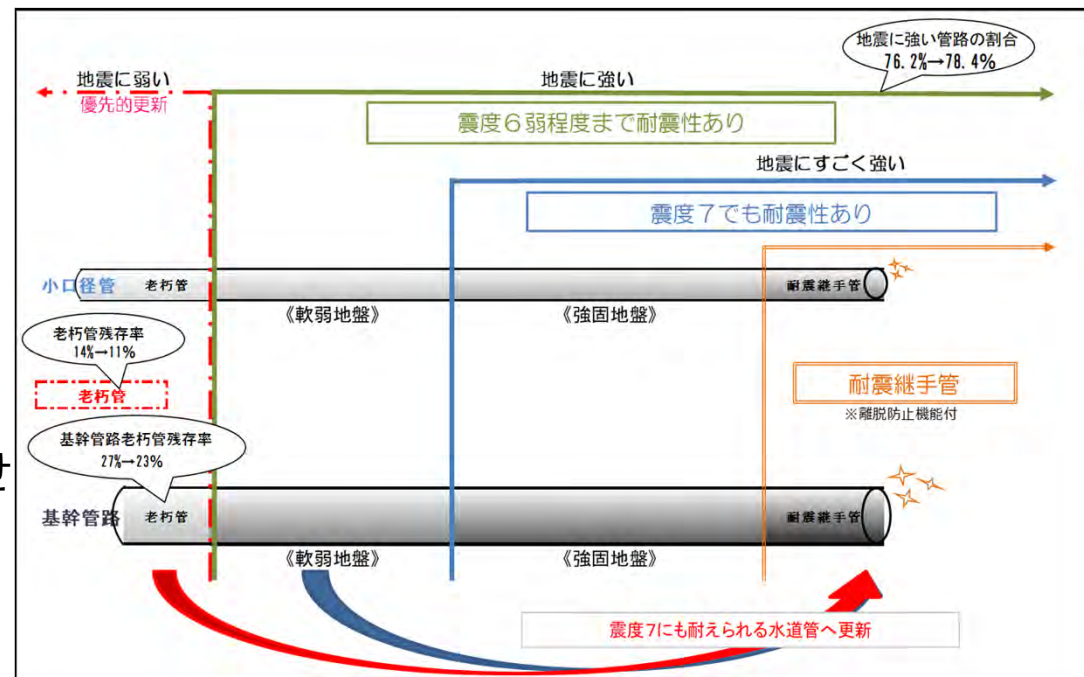 地震に強い管路の割合
76.2%→78.4%
地震に弱い
優先的更新
地震に強い
震度6弱程度まで耐震性あり
地震にすごく強い
震度7でも耐震性あり
小口径管
老朽管
耐震継手管
《軟弱地盤》
《強固地盤》
老朽管残存率
14%→11%
老朽管
耐震継手管
※離脱防止機能付
基幹管路老朽管残存率
27%→23%
せ
基幹管路
老朽管
耐震継手管
《軟弱地盤》
《強固地盤》
震度7にも耐えられる水道管へ更新